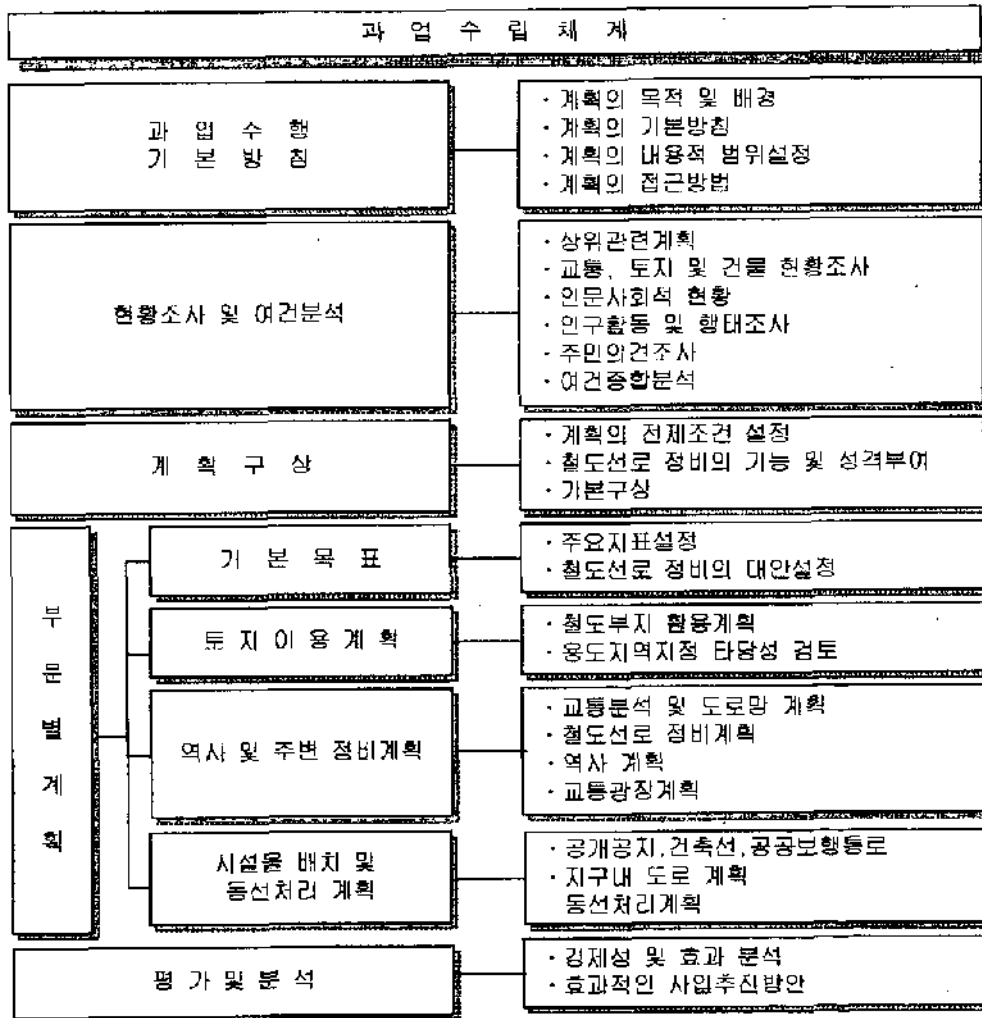 과 업 수 립 체 계
과 업 수 행
기 본 방 침
· 계획의 목적 및 배경
· 계획의 기본방침
· 계획의 내용적 범위설정
· 계획의 접근방법
현황조사 및 여건분석
· 상위관련계획
· 교통, 토지 및 건물 현황조사
· 인문사회적 현황
· 인구활동 및 행태조사
· 주민의견조사
· 여건종합분석
계 획 구 상
· 계획의 전제조건 설정
· 철도선로 정비의 기능 및 성격부여
· 기본구상
부 문 별 계 획
기 본 목 표
· 주요지표설정
· 철도선로 정비의 대안설정
토 지 이 용 계 획
· 철도부지 활용계획
· 용도지역지정 타당성 검토
역사 및 주변 정비계획
· 교통분석 및 도로망 계획
· 철도선로 정비계획
· 역사 계획
· 교통광장계획
시설물 배치 및
동선처리 계획
· 공개공지,건축선,공공보행통로
· 지구내 도로 계획
동선처리계획
평 가 및 분 석
· 경제성 및 효과 분석
· 효과적인 사업추진방안